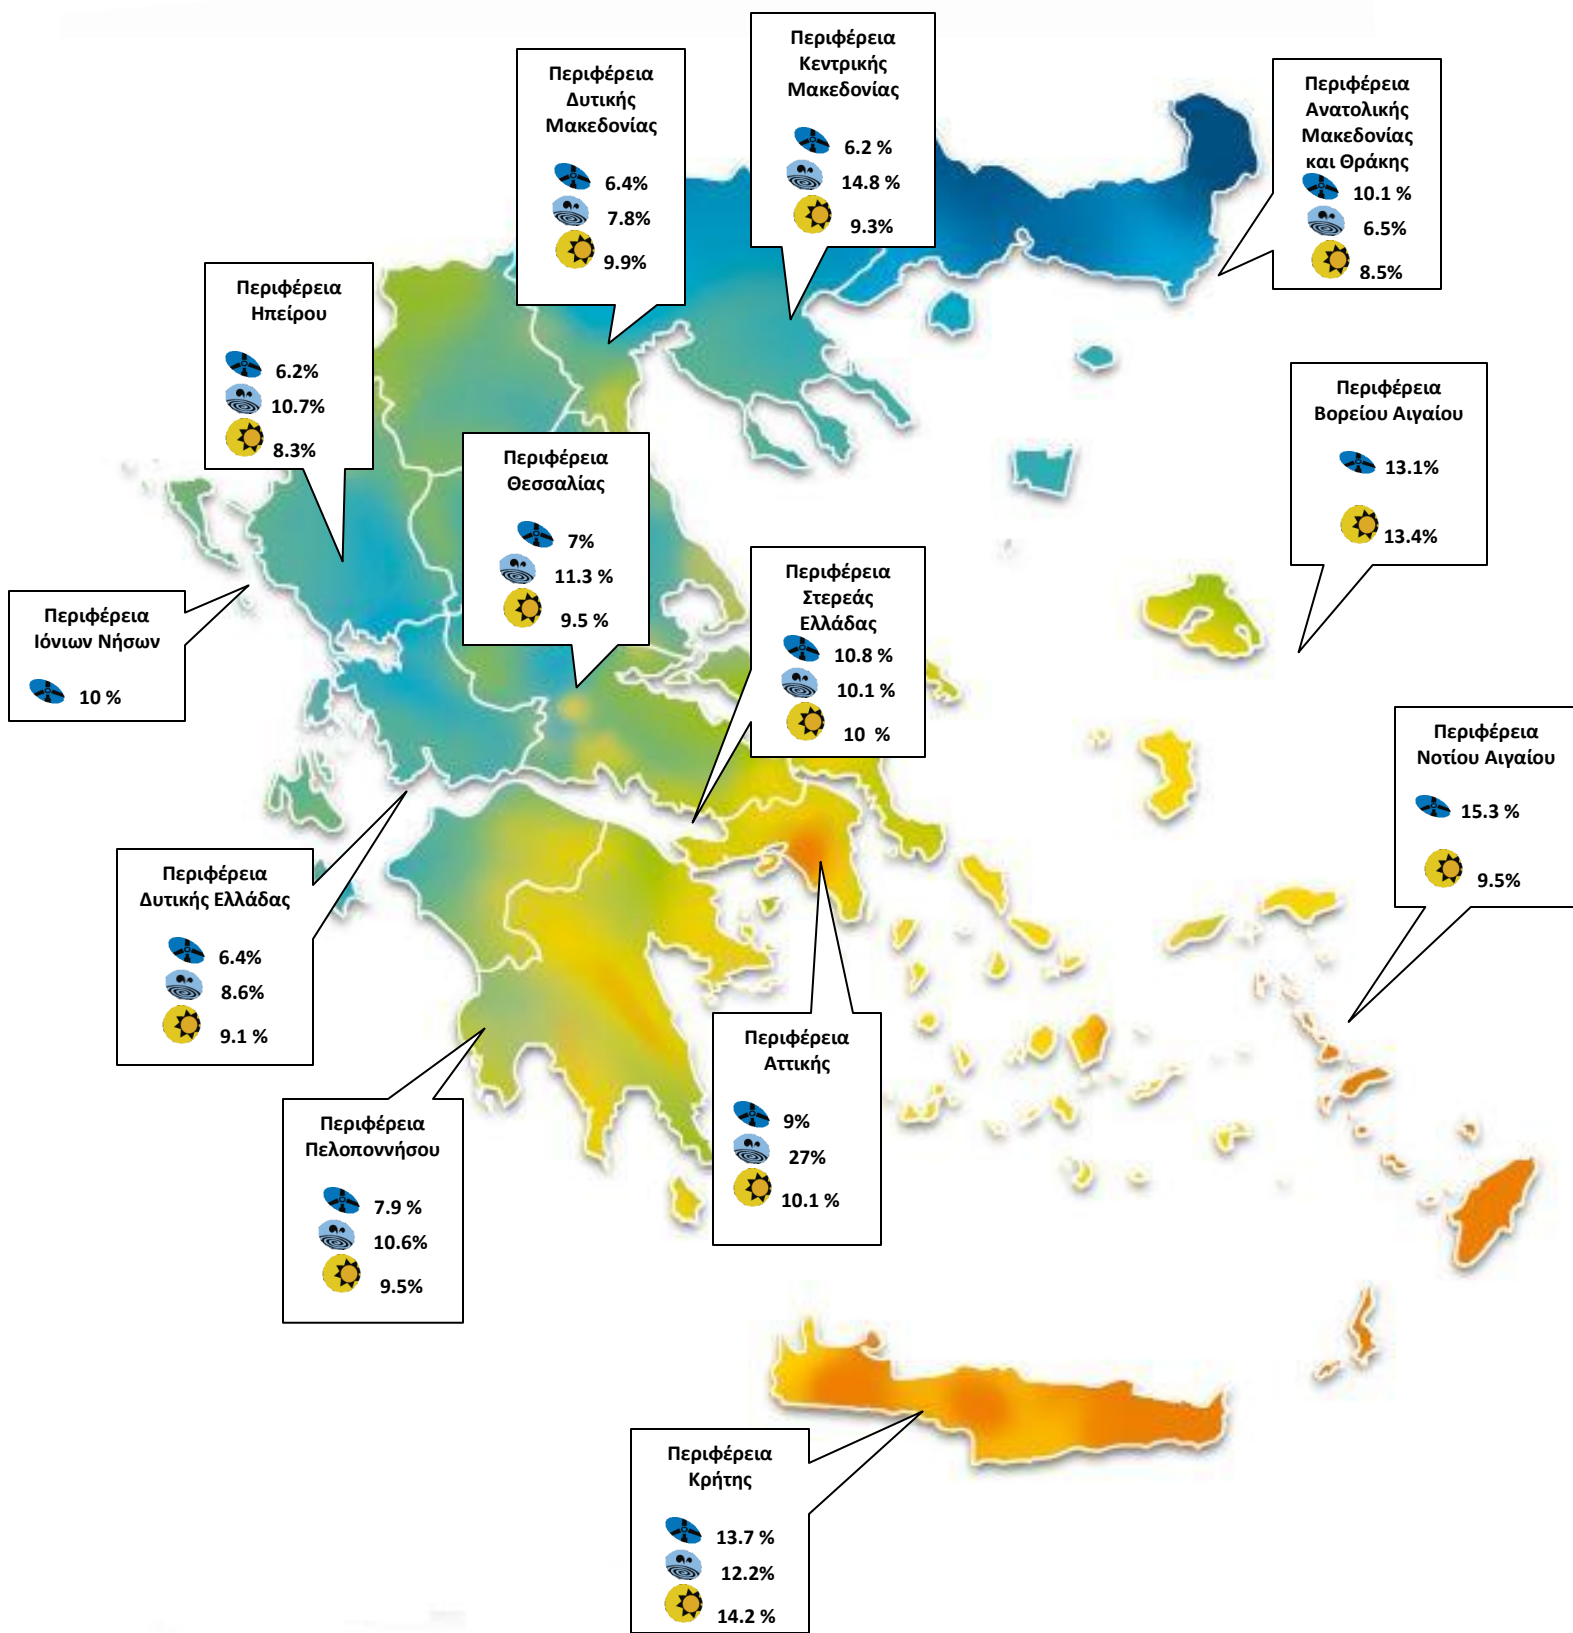 Περιφέρεια
Κεντρικής
Μακεδονίας
6.2 %
14.8 %
9.3%
Περιφέρεια
Δυτικής
Μακεδονίας
6.4%
7.8%
9.9%
Περιφέρεια
Ανατολικής
Μακεδονίας
και Θράκης
10.1 %
6.5%
8.5%
Περιφέρεια
Ηπείρου
6.2%
10.7%
8.3%
Περιφέρεια
Βορείου Αιγαίου
13.1%
13.4%
Περιφέρεια
Θεσσαλίας
7%
11.3 %
9.5 %
Περιφέρεια
Στερεάς
Ελλάδας
10.8 %
10.1 %
10 %
Περιφέρεια
Ιόνιων Νήσων
10 %
Περιφέρεια
Νοτίου Αιγαίου
15.3 %
9.5%
Περιφέρεια
Δυτικής Ελλάδας
6.4%
8.6%
9.1 %
Περιφέρεια
Αττικής
9%
27%
10.1 %
Περιφέρεια
Πελοποννήσου
7.9 %
10.6%
9.5%
Περιφέρεια
Κρήτης
13.7 %
12.2%
14.2 %